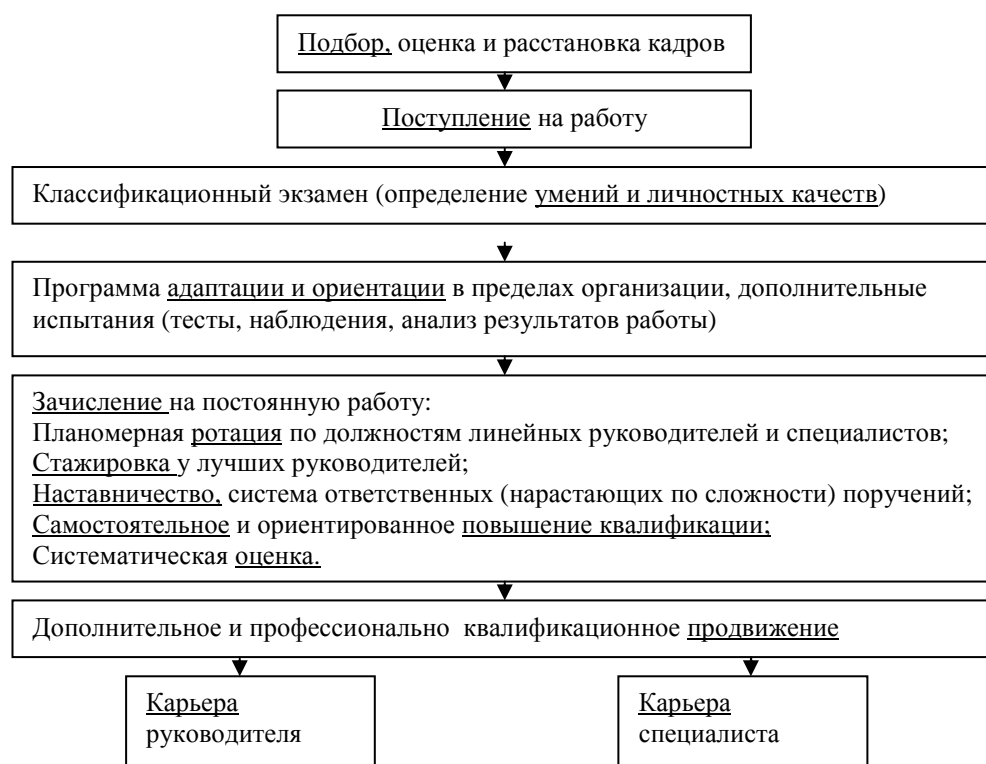 Подбор, оценка и расстановка кадров
Поступление на работу
Классификационный экзамен (определение умений и личностных качеств)
Программа адаптации и ориентации в пределах организации, дополнительные
испытания (тесты, наблюдения, анализ результатов работы)
Зачисление на постоянную работу:
Планомерная ротация по должностям линейных руководителей и специалистов;
Стажировка у лучших руководителей;
Наставничество, система ответственных (нарастающих по сложности) поручений;
Самостоятельное и ориентированное повышение квалификации;
Систематическая оценка.
Дополнительное и профессионально квалификационное продвижение
Карьера
руководителя
Карьера
специалиста